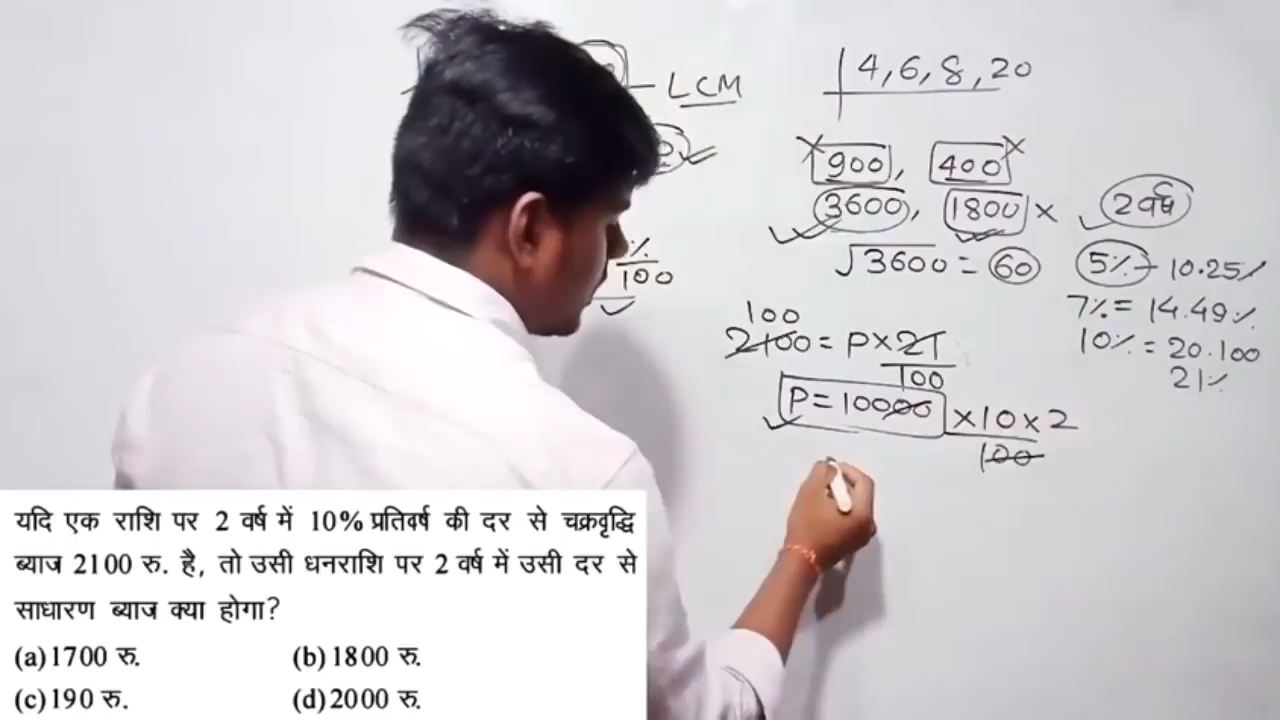 LCM
4, 6, 8, 20
900, 400
3600, 1800 × 2 वर्ष
√3600 = 60
5% - 10.25%
%/100
7% = 14.49%
10% = 20.100
21%
100
2100 = P × 21/100
P = 10000 × 10 × 2/100
यदि एक राशि पर 2 वर्ष में 10% प्रतिवर्ष की दर से चक्रवृद्धि
ब्याज 2100 रु. है, तो उसी धनराशि पर 2 वर्ष में उसी दर से
साधारण ब्याज क्या होगा?
(a) 1700 रु. (b) 1800 रु.
(c) 190 रु. (d) 2000 रु.